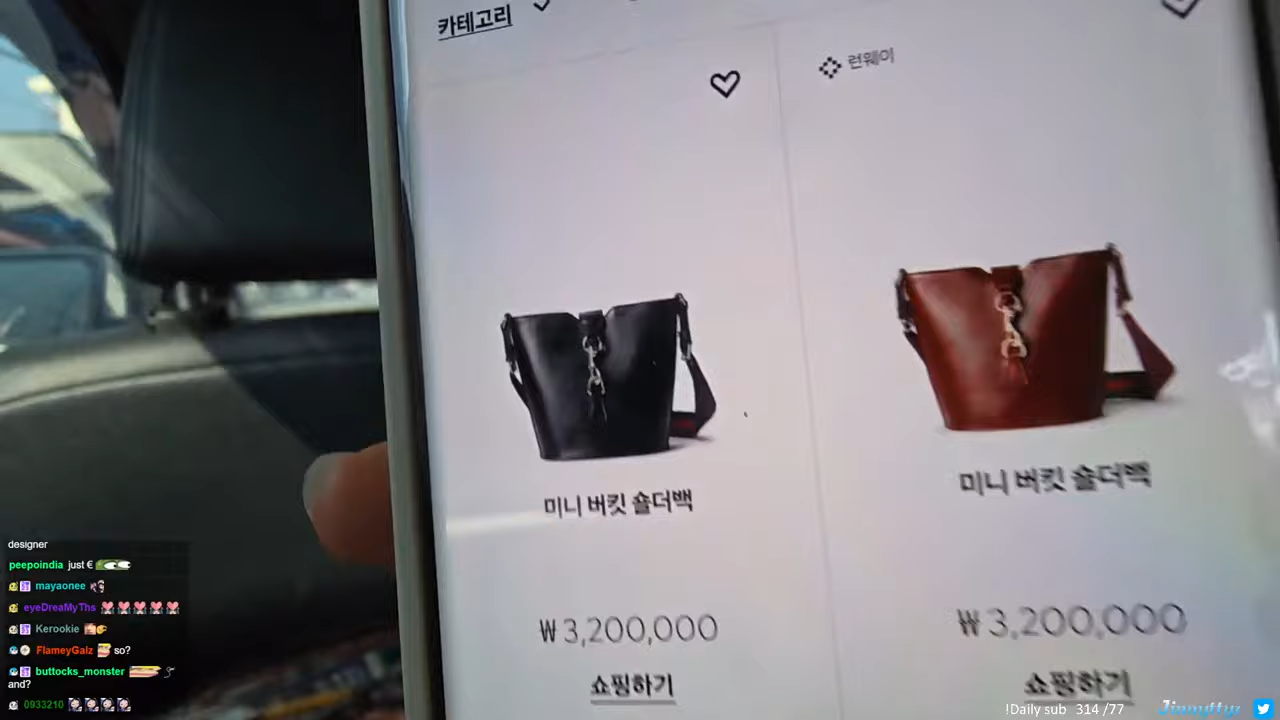 카테고리
런웨이
미니 버킷 숄더백
미니 버킷 숄더백
₩3,200,000
₩3,200,000
쇼핑하기
쇼핑하기
designer
peepoindia just €
mayaonee
eyeDreaMyThs
Kerookie
FlameyGalz so?
buttocks_monster
and?
0933210
!Daily sub 314 /77
Jinnyttyr